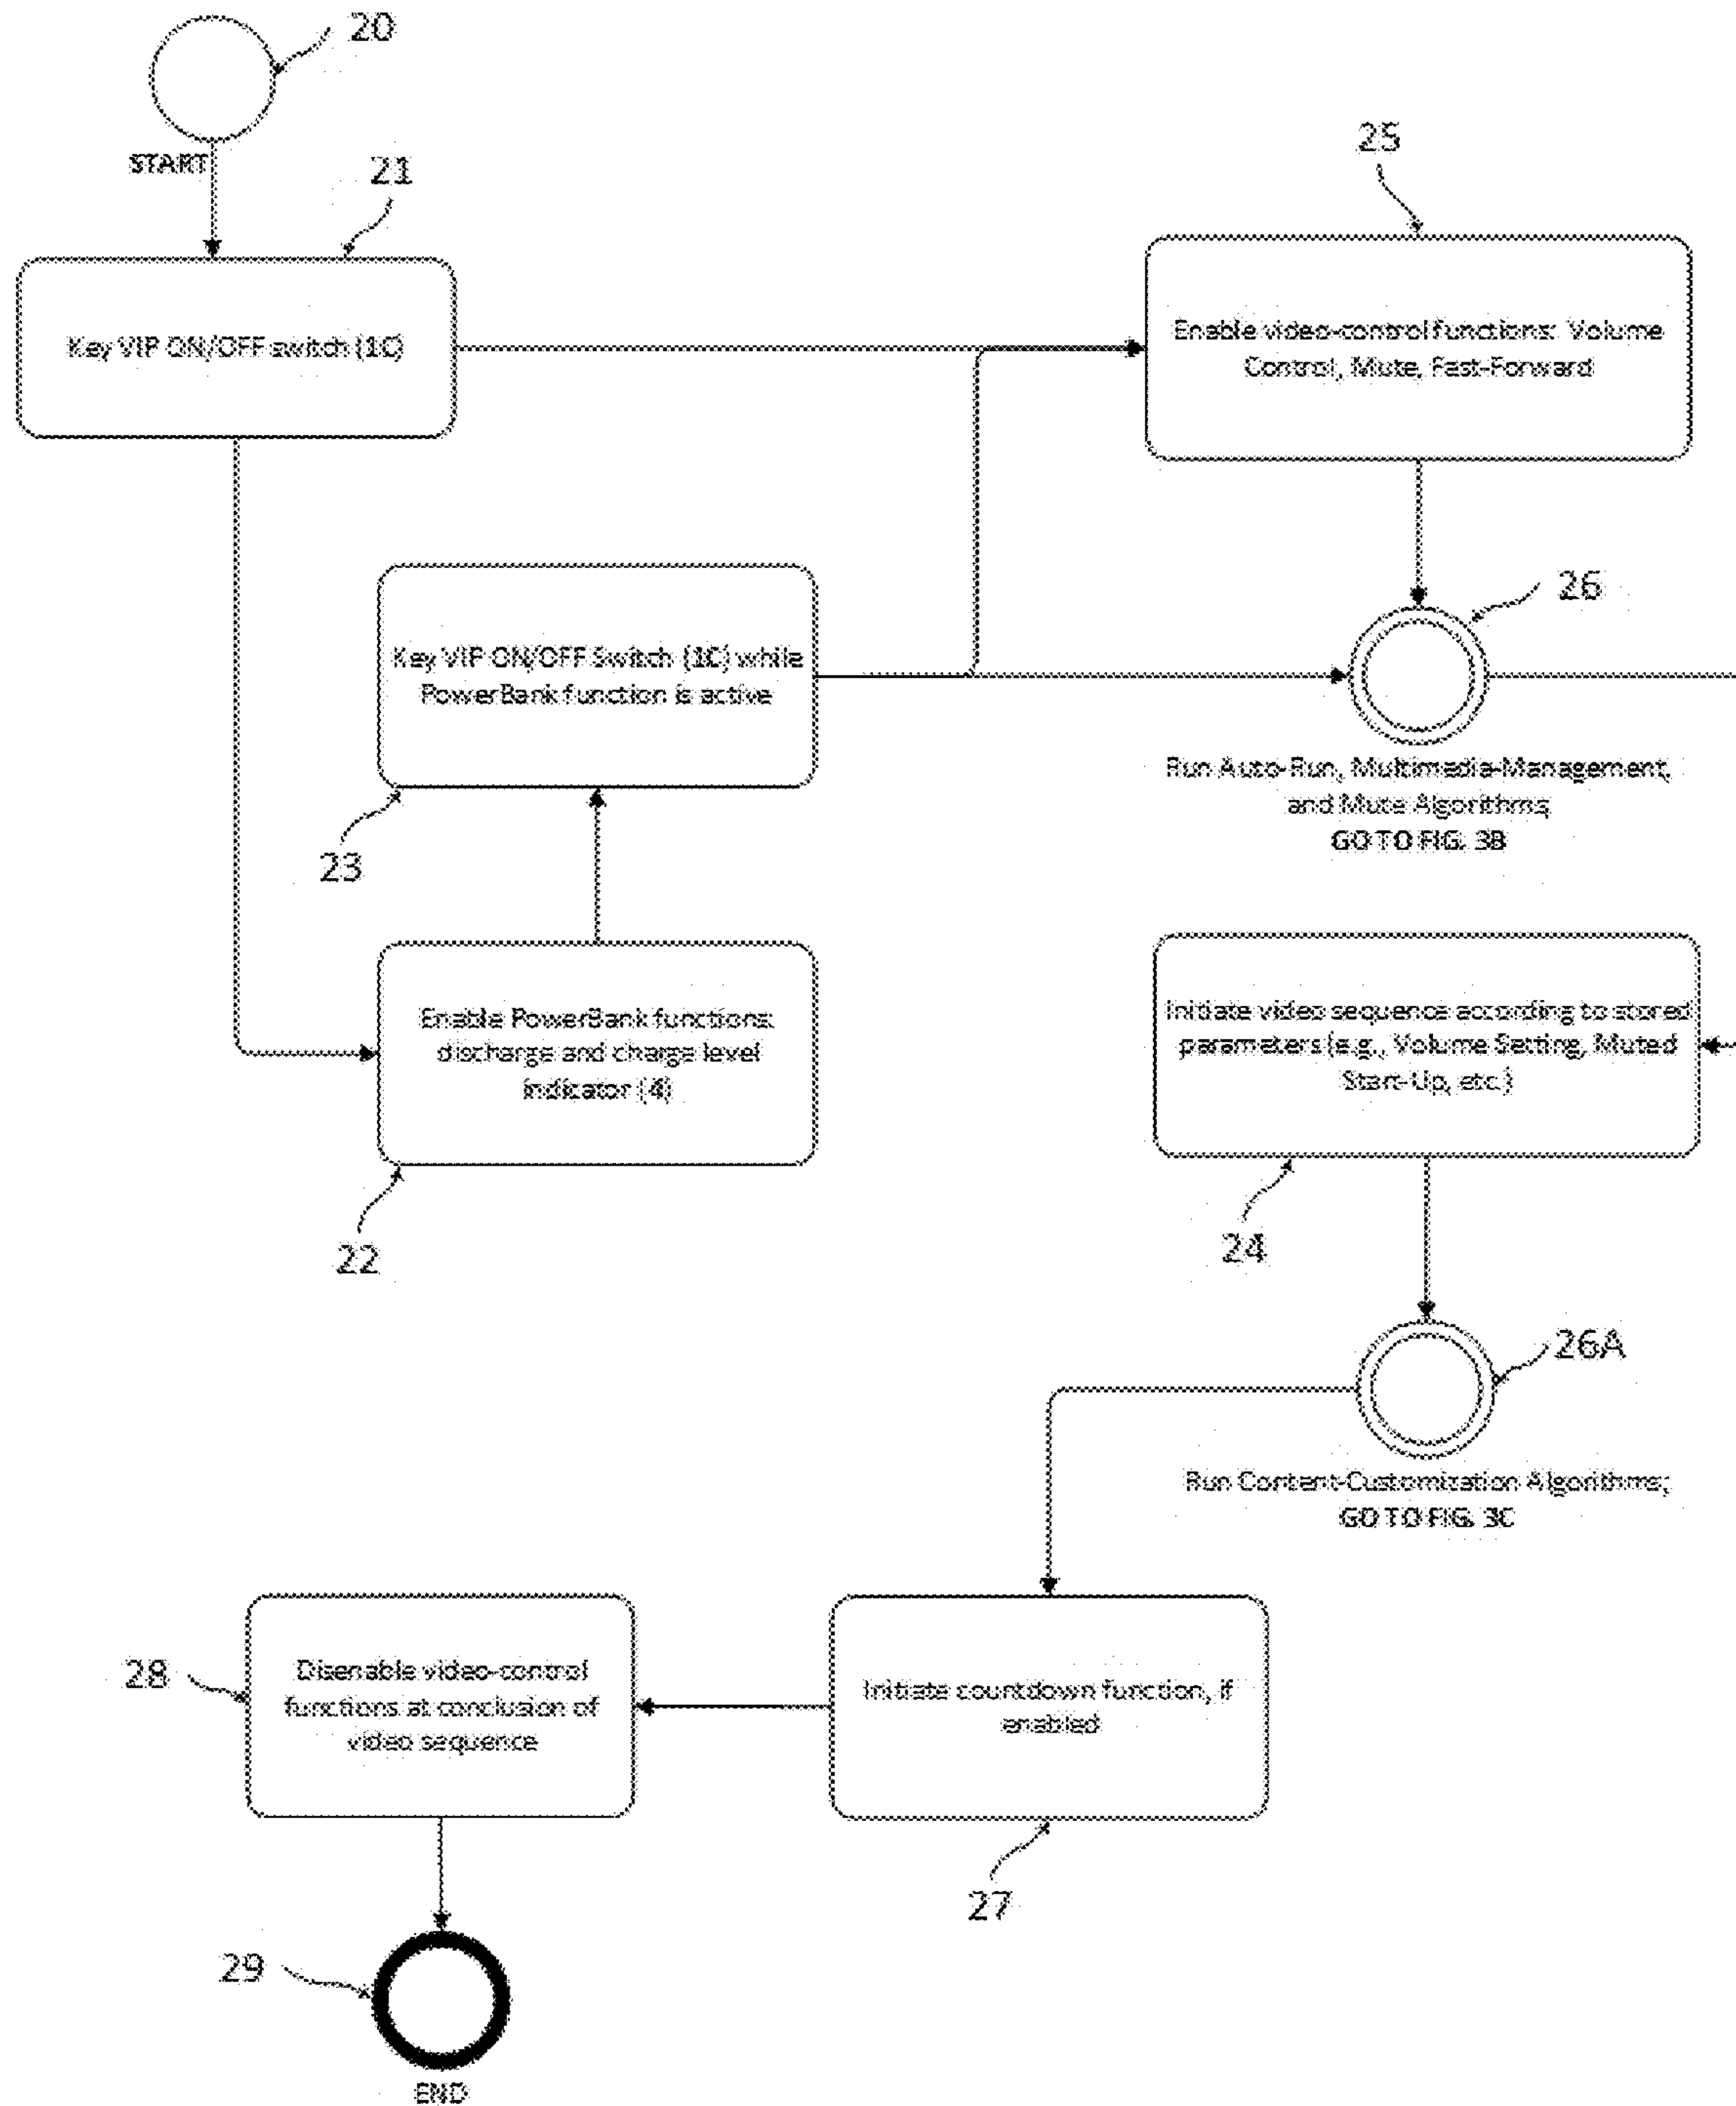 20
START
21
Key VIP ON/OFF switch (1C)
25
Enable video-control functions: Volume
Control, Mute, Fast-Forward
Key VIP ON/OFF Switch (1C) while
PowerBank function is active
23
26
Run Auto-Run, Multimedia-Management,
and Mute Algorithms;
GO TO FIG. 3B
Enable PowerBank functions:
discharge and charge level
indicator (4)
22
Initiate video sequence according to stored
parameters (e.g., Volume Setting, Muted
Start-Up, etc.)
24
26A
Run Content-Customization Algorithms;
GO TO FIG. 3C
28
Disenable video-control
functions at conclusion of
video sequence
Initiate countdown function, if
enabled
27
29
END